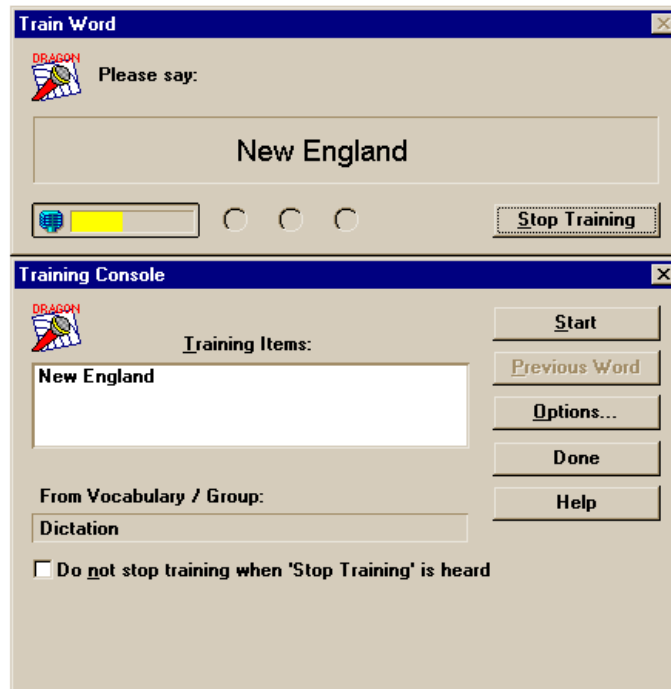 Train Word
DRAGON
Please say:
New England
Stop Training
Training Console
DRAGON
Training Items:
New England
Start
Previous Word
Options...
Done
Help
From Vocabulary / Group:
Dictation
Do not stop training when 'Stop Training' is heard